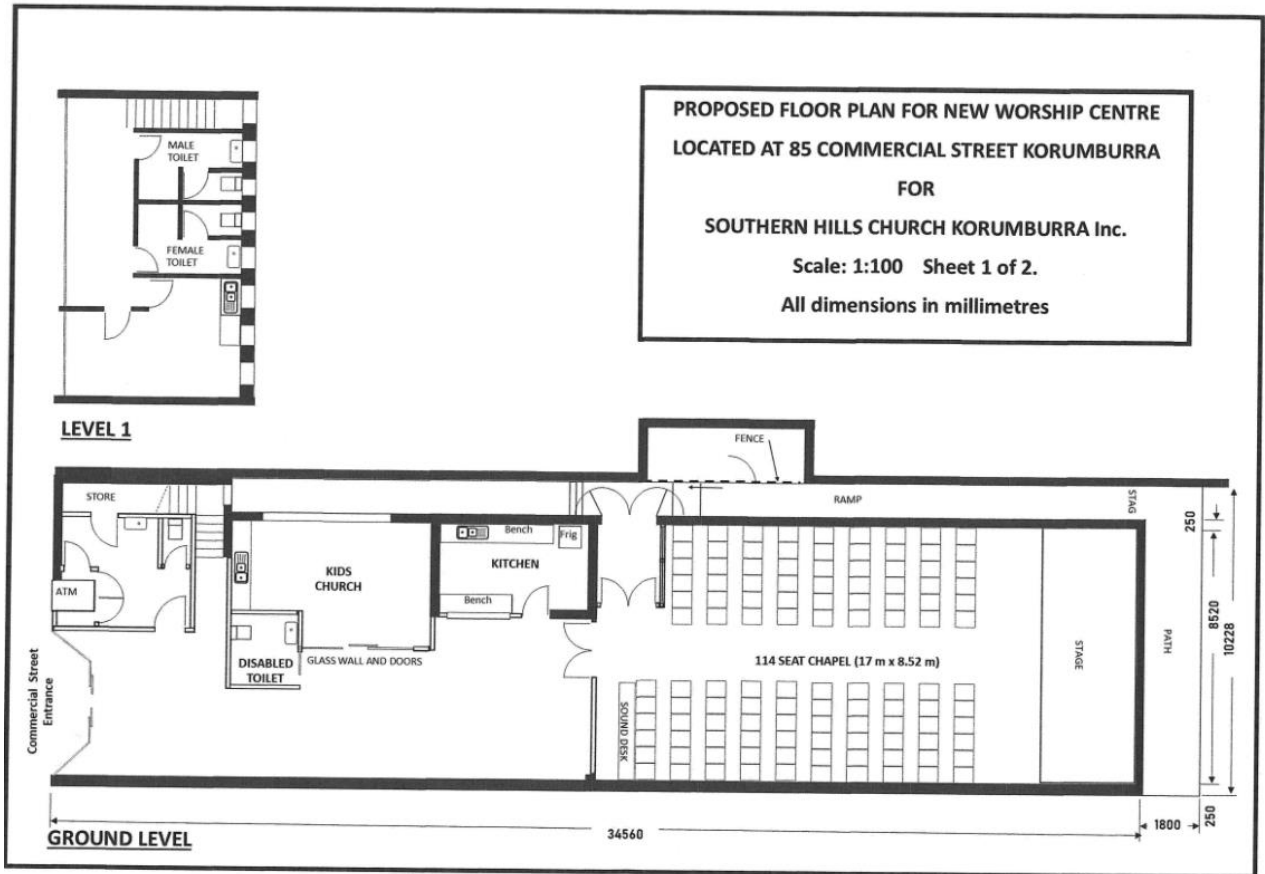 PROPOSED FLOOR PLAN FOR NEW WORSHIP CENTRE
LOCATED AT 85 COMMERCIAL STREET KORUMBURRA
FOR
SOUTHERN HILLS CHURCH KORUMBURRA Inc.
Scale: 1:100 Sheet 1 of 2.
All dimensions in millimetres
MALE
TOILET
FEMALE
TOILET
LEVEL 1
FENCE
STORE
RAMP
STAG
250
Bench
Frig
KIDS
CHURCH
KITCHEN
ATM
Bench
8520
10228
PATH
DISABLED
TOILET
GLASS WALL AND DOORS
114 SEAT CHAPEL (17 m x 8.52 m)
STAGE
Commercial Street
Entrance
SOUND DESK
34560
1800
250
GROUND LEVEL